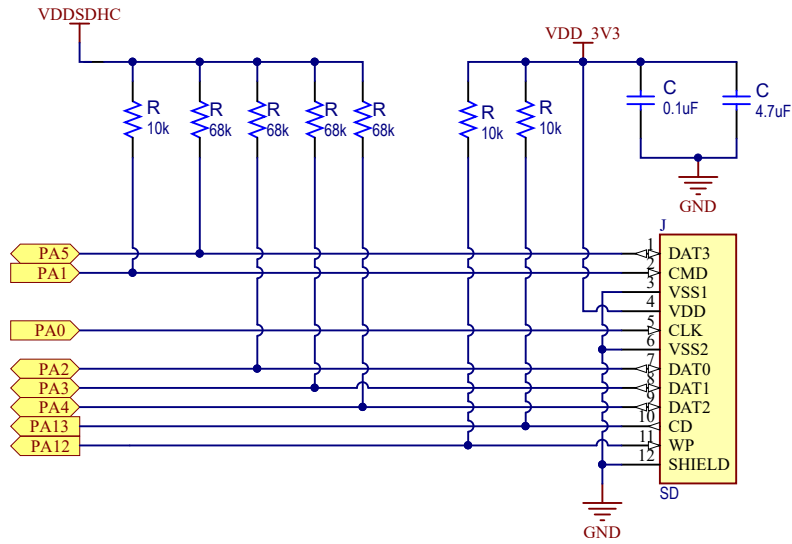 VDDSDHC
VDD_3V3
R
10k
R
68k
R
68k
R
68k
R
68k
R
10k
R
10k
C
0.1uF
C
4.7uF
GND
J
PA5
1
DAT3
PA1
2
CMD
3
VSS1
4
VDD
PA0
5
CLK
6
VSS2
PA2
7
DAT0
PA3
8
DAT1
PA4
9
DAT2
PA13
10
CD
PA12
11
WP
12
SHIELD
SD
GND